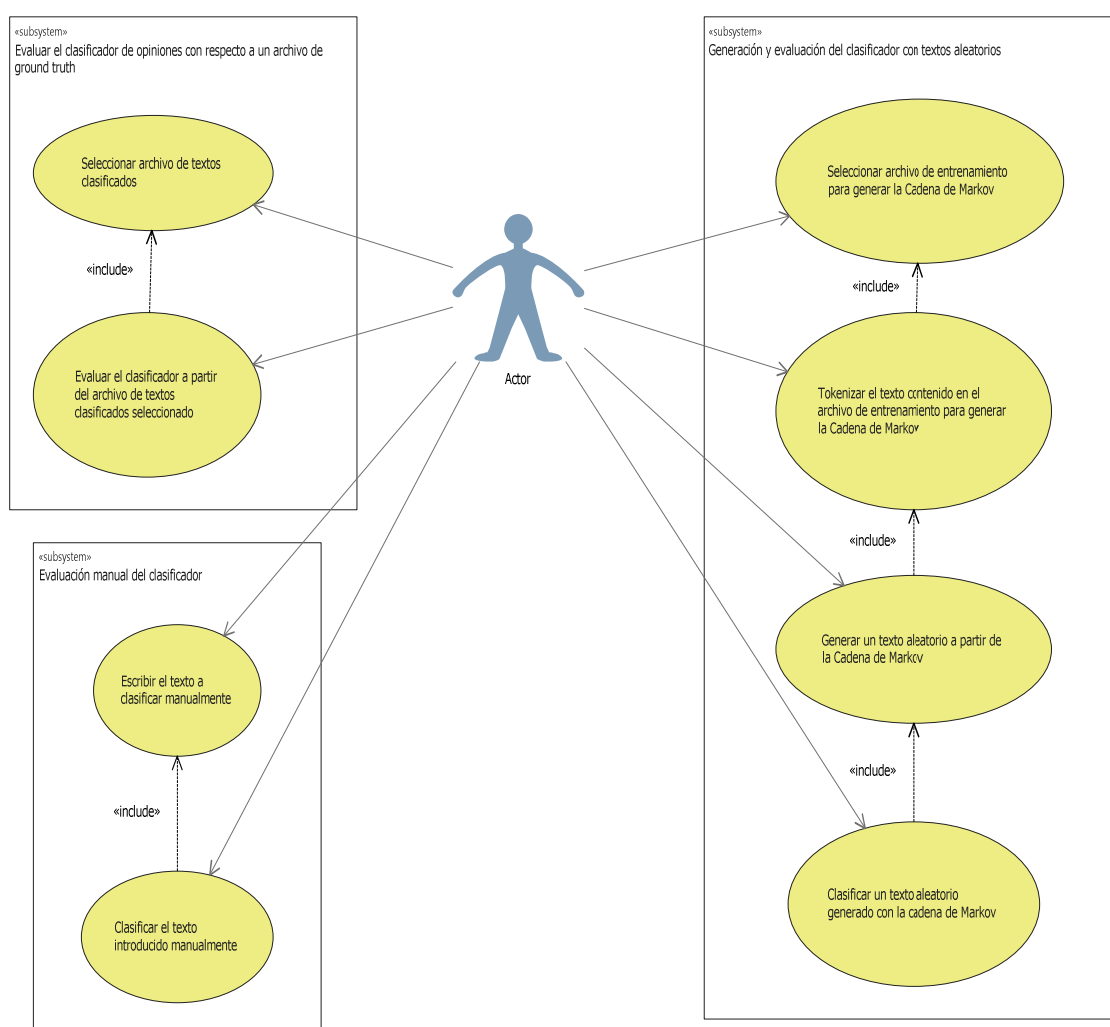 «subsystem»
Evaluar el clasificador de opiniones con respecto a un archivo de
ground truth
Seleccionar archivo de textos
clasificados
«include»
Evaluar el clasificador a partir
del archivo de textos
clasificados seleccionado
«subsystem»
Evaluación manual del clasificador
Escribir el texto a
clasificar manualmente
«include»
Clasificar el texto
introducido manualmente
Actor
«subsystem»
Generación y evaluación del clasificador con textos aleatorios
Seleccionar archivo de entrenamiento
para generar la Cadena de Markov
«include»
Tokenizar el texto contenido en el
archivo de entrenamiento para generar
la Cadena de Markov
«include»
Generar un texto aleatorio a partir de
la Cadena de Markov
«include»
Clasificar un texto aleatorio
generado con la cadena de Markov